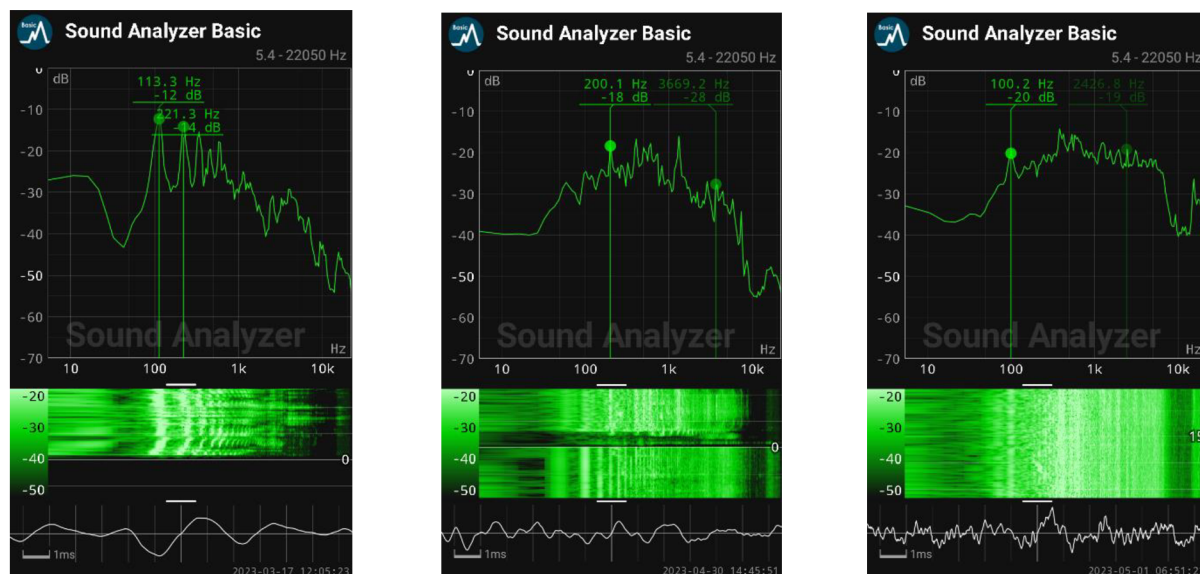 Basic
Sound Analyzer Basic
5.4 - 22050 Hz
0
dB
113.3 Hz
-12 dB
221.3 Hz
dB
-10
-20
-30
-40
-50
-60
-70
Sound Analyzer
Hz
10 100 1k 10k
-20
-30
-40
-50
0
1ms
2023-03-17 12:05:23
Basic
Sound Analyzer Basic
5.4 - 22050 Hz
dB
200.1 Hz 3669.2 Hz
-18 dB -28 dB
-10
-20
-30
-40
-50
-60
-70
Sound Analyzer
Hz
10 100 1k 10k
-20
-30
-40
-50
0
1ms
2023-04-30 14:45:51
Basic
Sound Analyzer Basic
5.4 - 22050 Hz
dB
100.2 Hz 2426.8 Hz
-20 dB -19 dB
-10
-20
-30
-40
-50
-60
-70
Sound Analyzer
Hz
10 100 1k 10k
-20
-30
-40
-50
15
1ms
2023-05-01 06:51:2